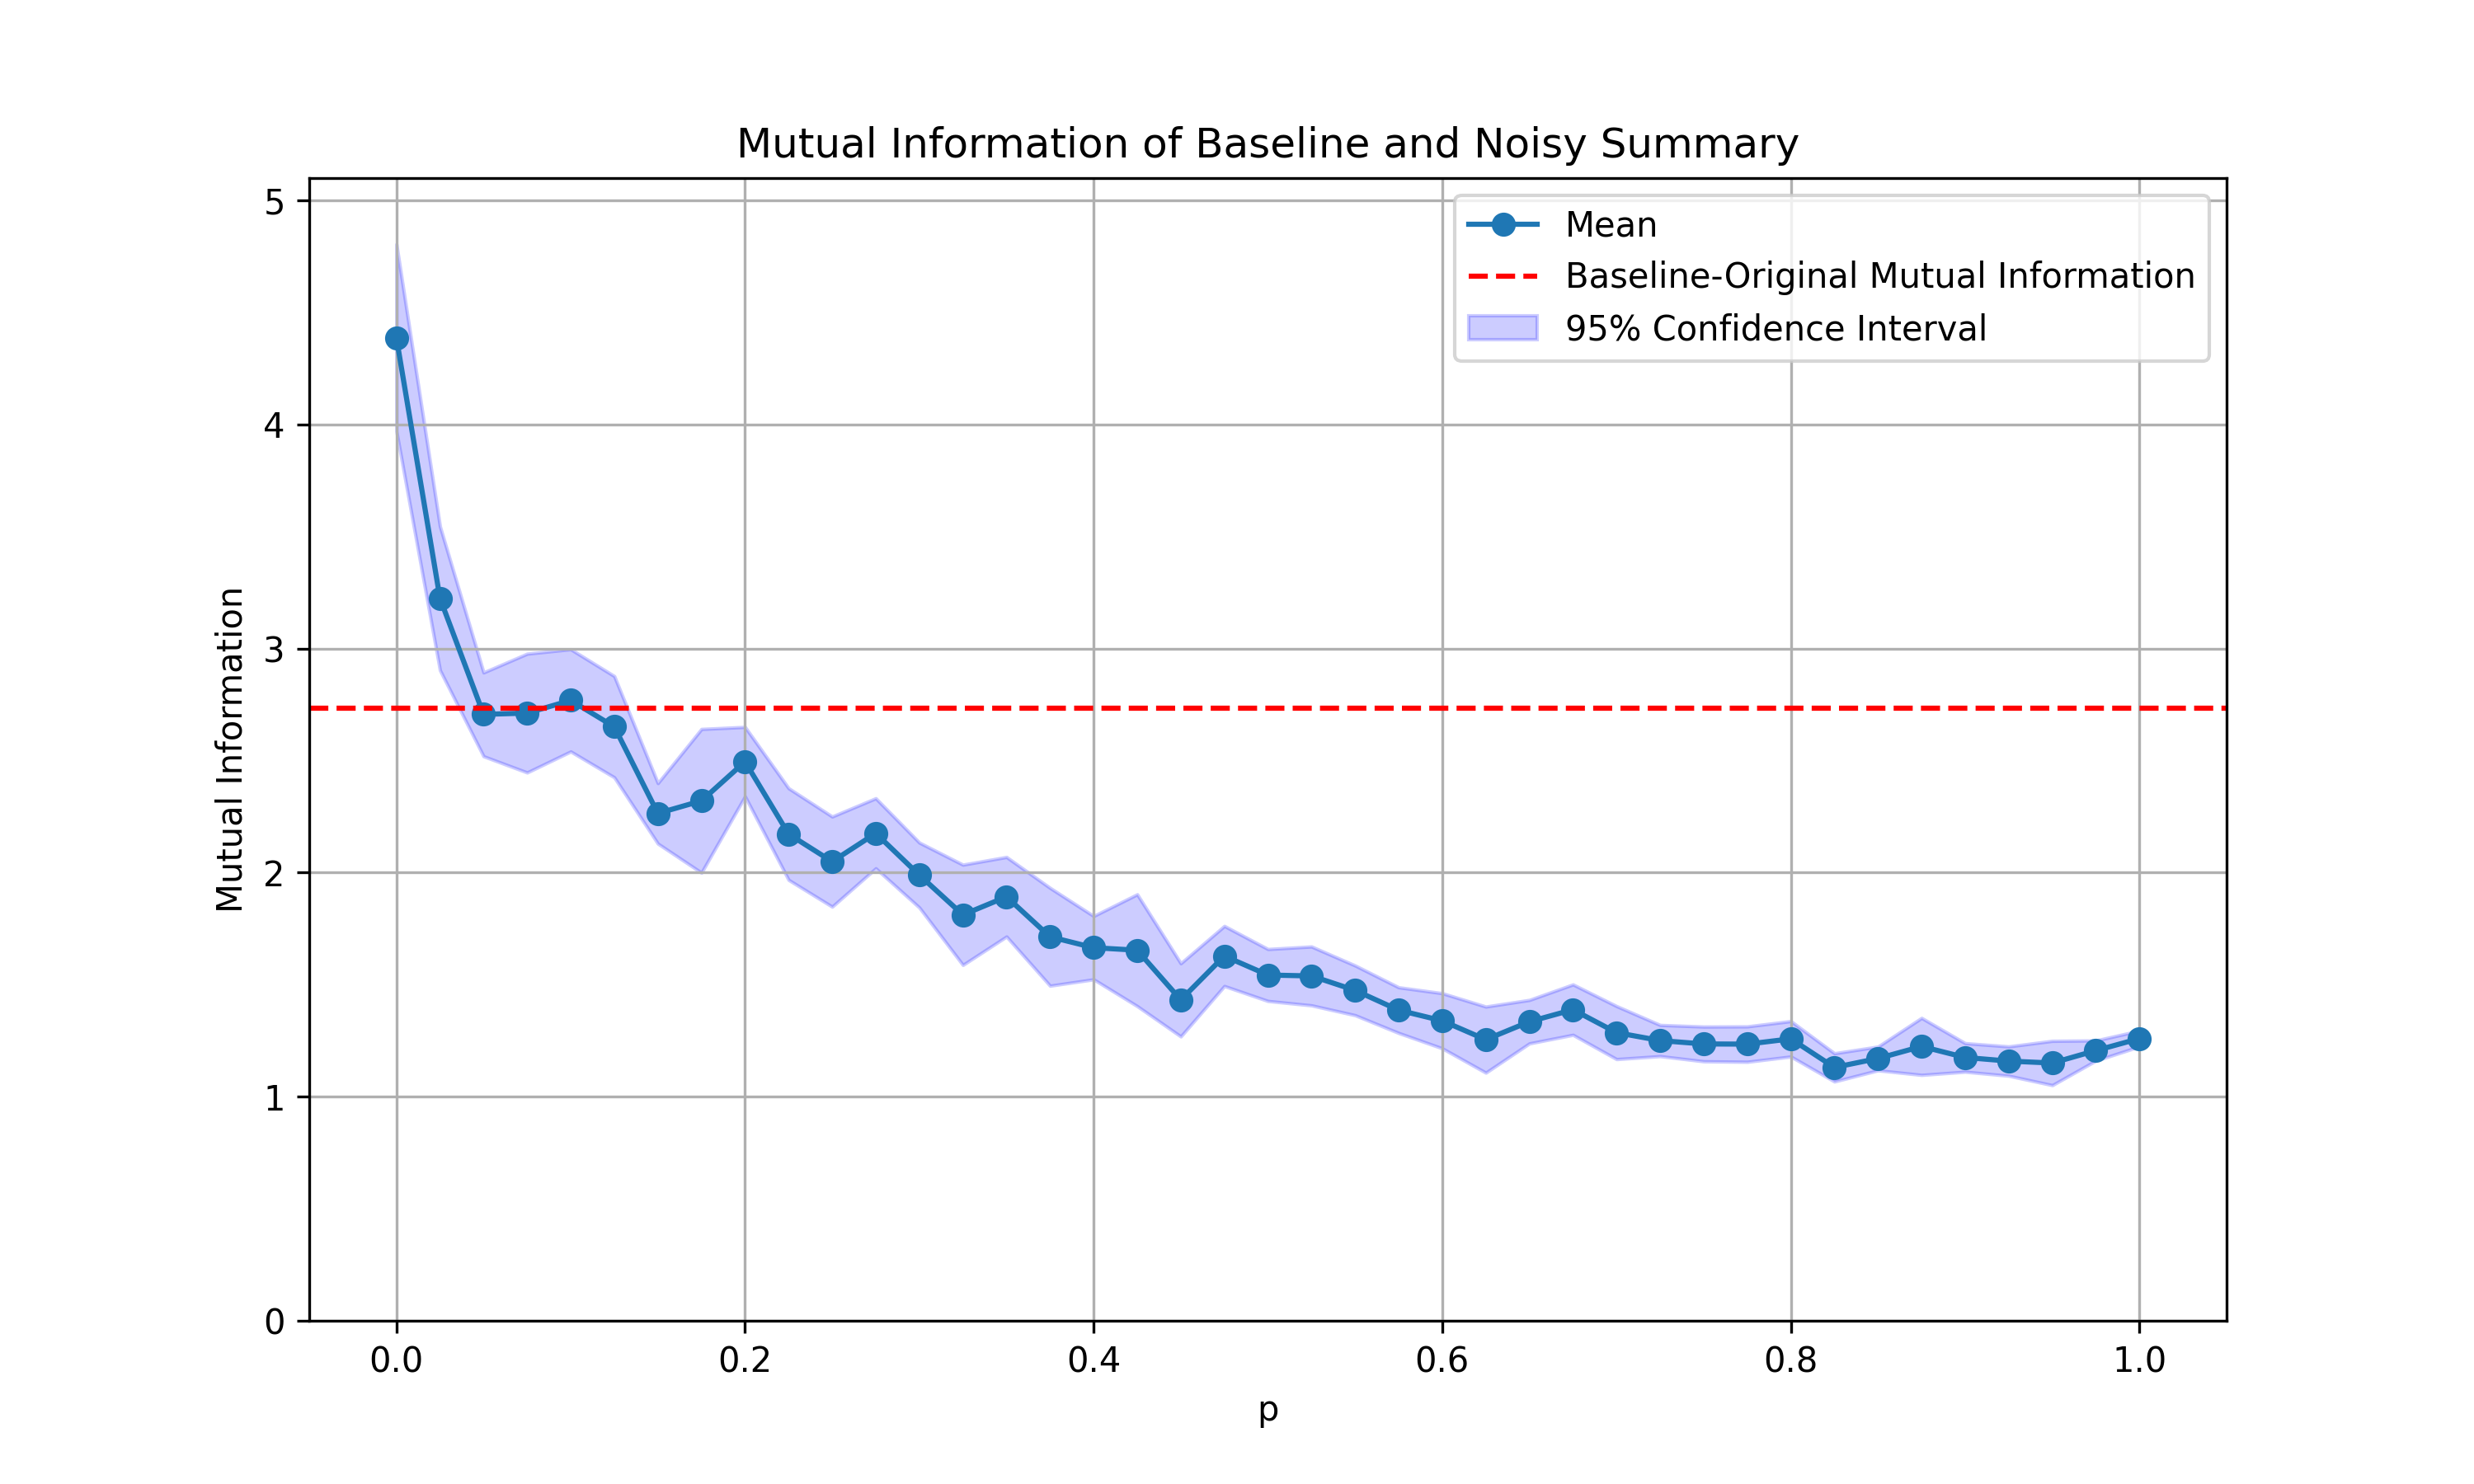 Mutual Information of Baseline and Noisy Summary
Mean
Baseline-Original Mutual Information
95% Confidence Interval
Mutual Information
5
4
3
2
1
0
0.0 0.2 0.4 0.6 0.8 1.0
p